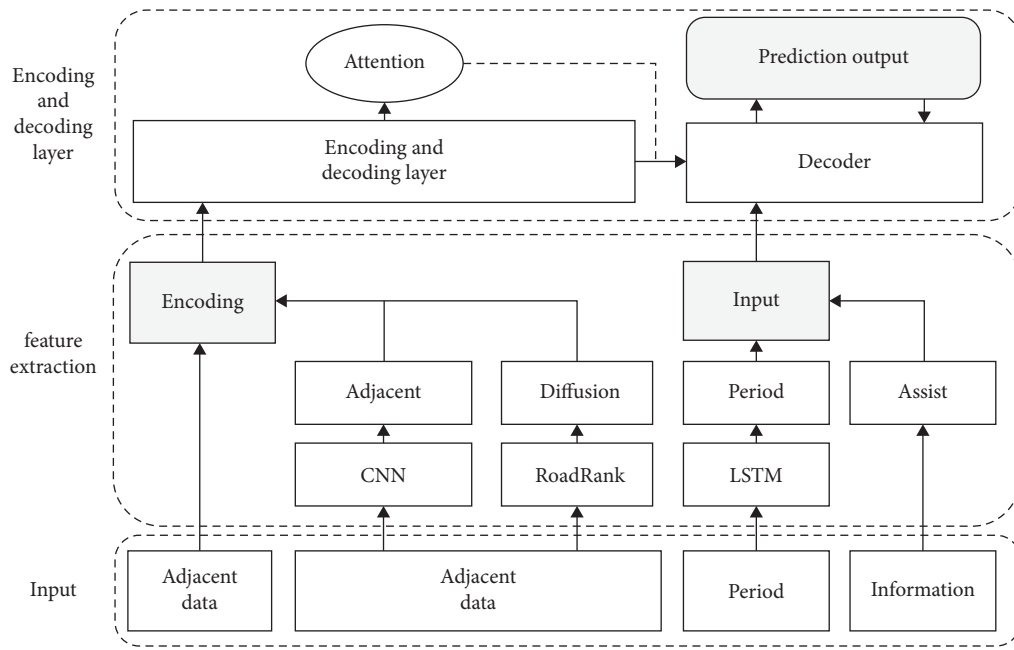 Encoding
and
decoding
layer
Attention
Prediction output
Encoding and
decoding layer
Decoder
feature
extraction
Encoding
Input
Adjacent
Diffusion
Period
Assist
CNN
RoadRank
LSTM
Input
Adjacent
data
Adjacent
data
Period
Information